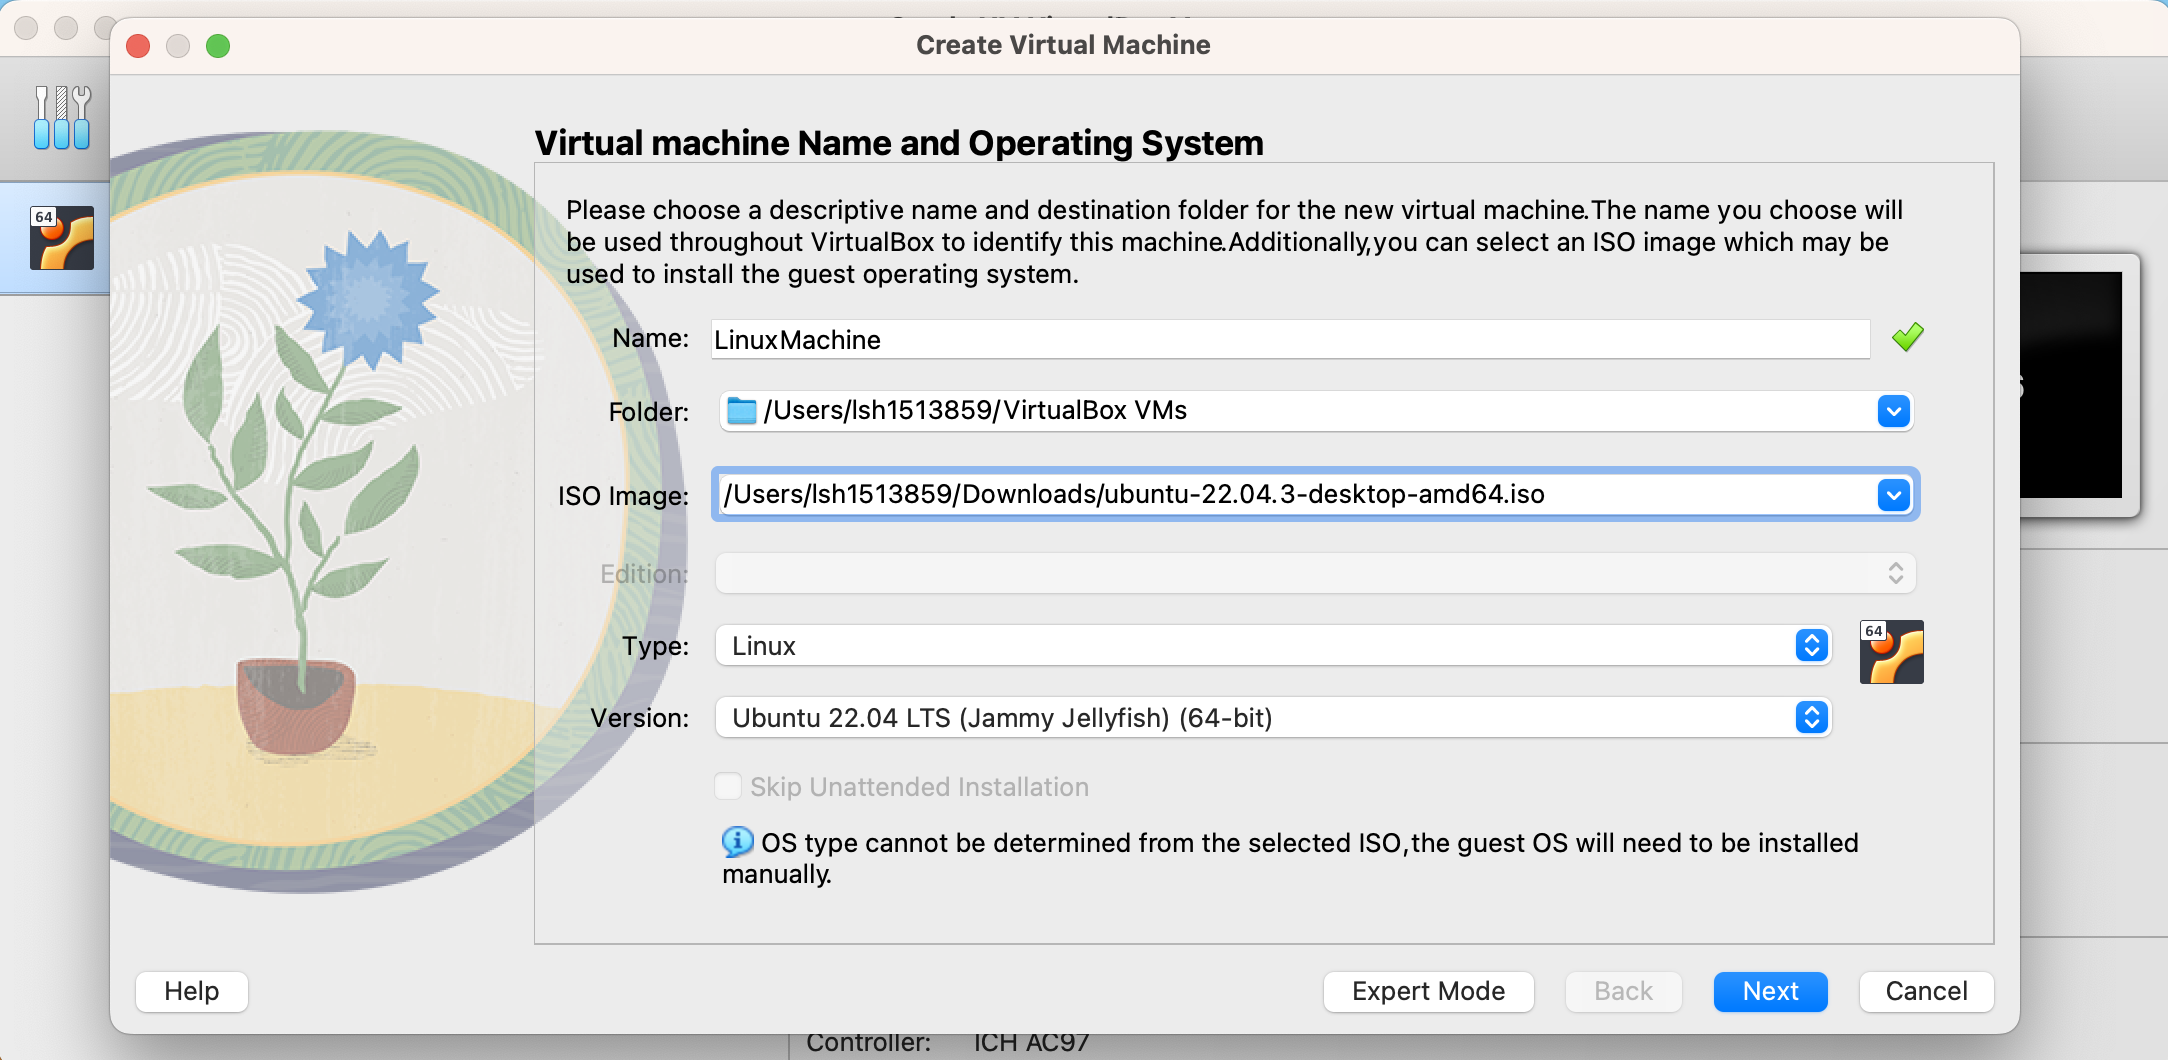 Create Virtual Machine
64
Virtual machine Name and Operating System
Please choose a descriptive name and destination folder for the new virtual machine.The name you choose will
be used throughout VirtualBox to identify this machine.Additionally,you can select an ISO image which may be
used to install the guest operating system.
Name: LinuxMachine
Folder: /Users/lsh1513859/VirtualBox VMs
ISO Image: /Users/lsh1513859/Downloads/ubuntu-22.04.3-desktop-amd64.iso
Edition:
Type: Linux
64
Version: Ubuntu 22.04 LTS (Jammy Jellyfish) (64-bit)
Skip Unattended Installation
OS type cannot be determined from the selected ISO,the guest OS will need to be installed
manually.
Help Expert Mode Back Next Cancel
Controller: ICH AC97